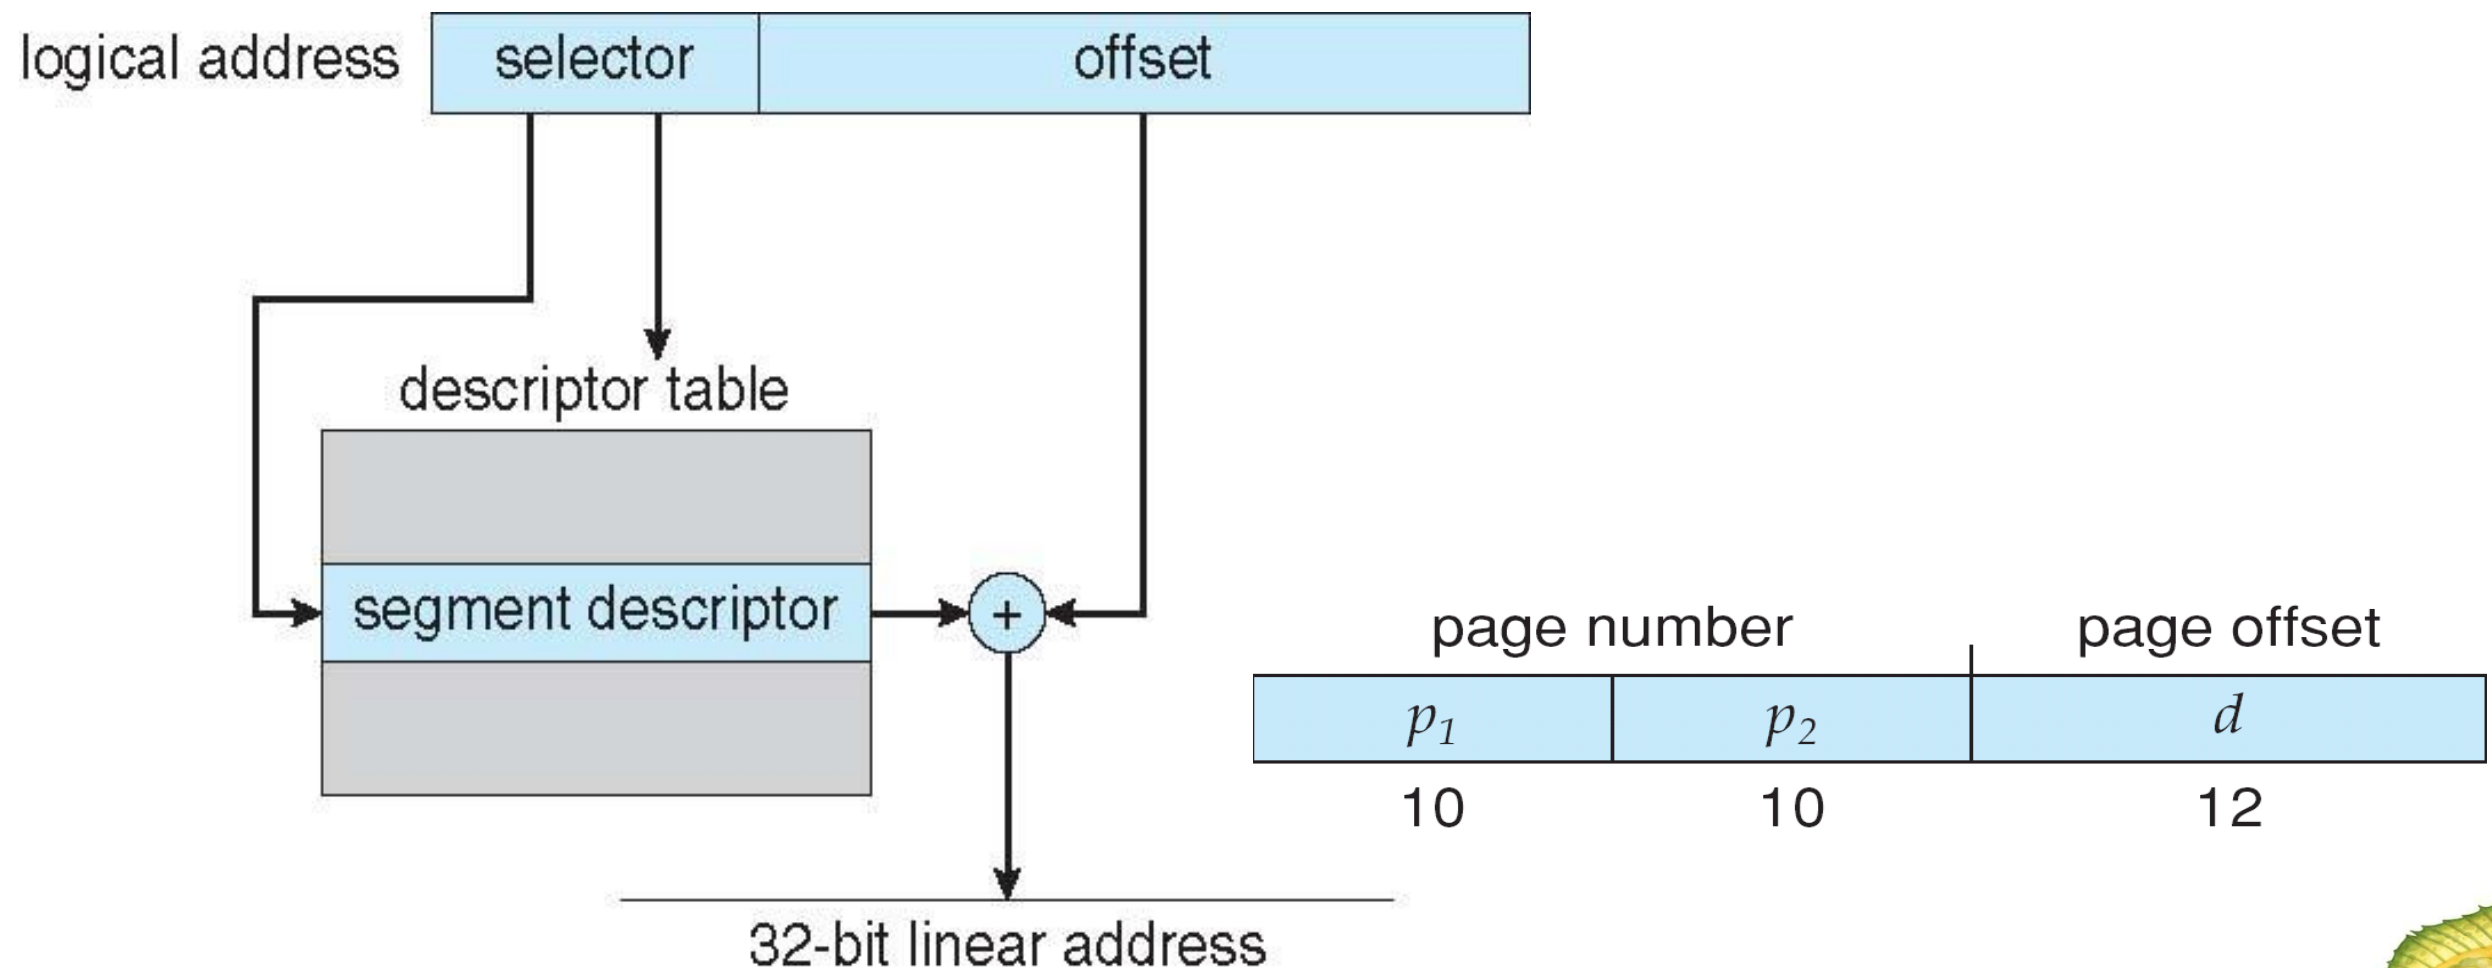 logical address
selector
offset
descriptor table
segment descriptor
+
32-bit linear address
page number
page offset
p1
p2
d
10
10
12